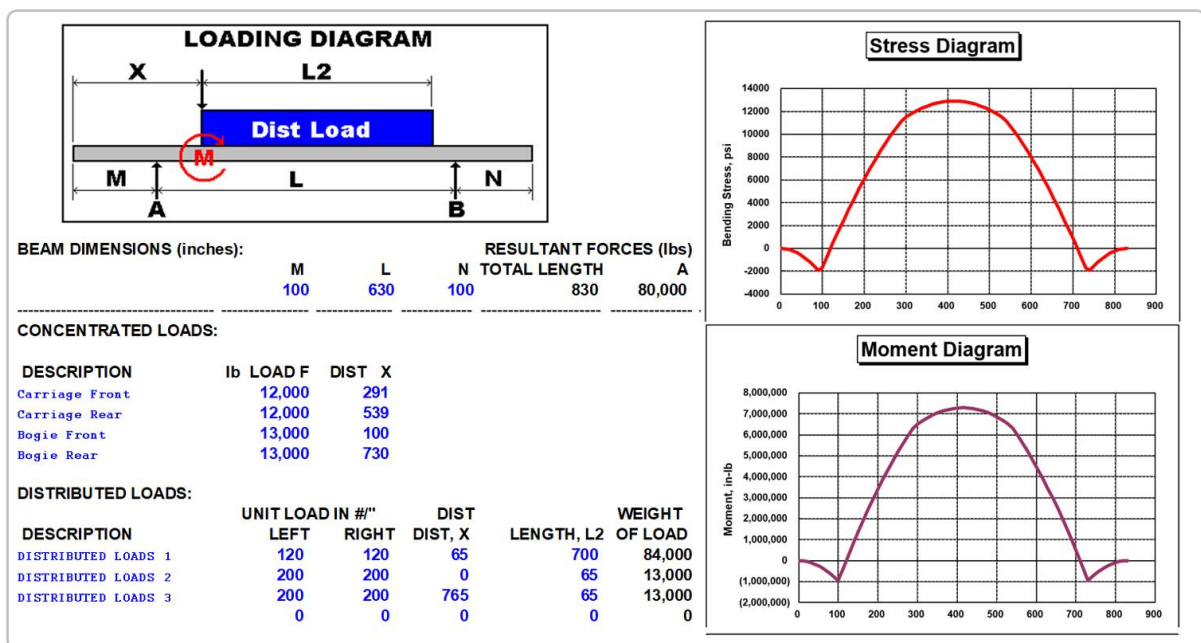 LOADING DIAGRAM
X L2
Dist Load
M
M L N
A B
BEAM DIMENSIONS (inches): RESULTANT FORCES (lbs)
M L N TOTAL LENGTH A
100 630 100 830 80,000
CONCENTRATED LOADS:
DESCRIPTION lb LOAD F DIST X
Carriage Front 12,000 291
Carriage Rear 12,000 539
Bogie Front 13,000 100
Bogie Rear 13,000 730
DISTRIBUTED LOADS:
UNIT LOAD IN #/" DIST WEIGHT
DESCRIPTION LEFT RIGHT DIST, X LENGTH, L2 OF LOAD
DISTRIBUTED LOADS 1 120 120 65 700 84,000
DISTRIBUTED LOADS 2 200 200 0 65 13,000
DISTRIBUTED LOADS 3 200 200 765 65 13,000
0 0 0 0 0
Stress Diagram
Bending Stress, psi
14000
12000
10000
8000
6000
4000
2000
0
-2000
-4000
0 100 200 300 400 500 600 700 800 900
Moment Diagram
Moment, in-lb
8,000,000
7,000,000
6,000,000
5,000,000
4,000,000
3,000,000
2,000,000
1,000,000
0
(1,000,000)
(2,000,000)
0 100 200 300 400 500 600 700 800 900